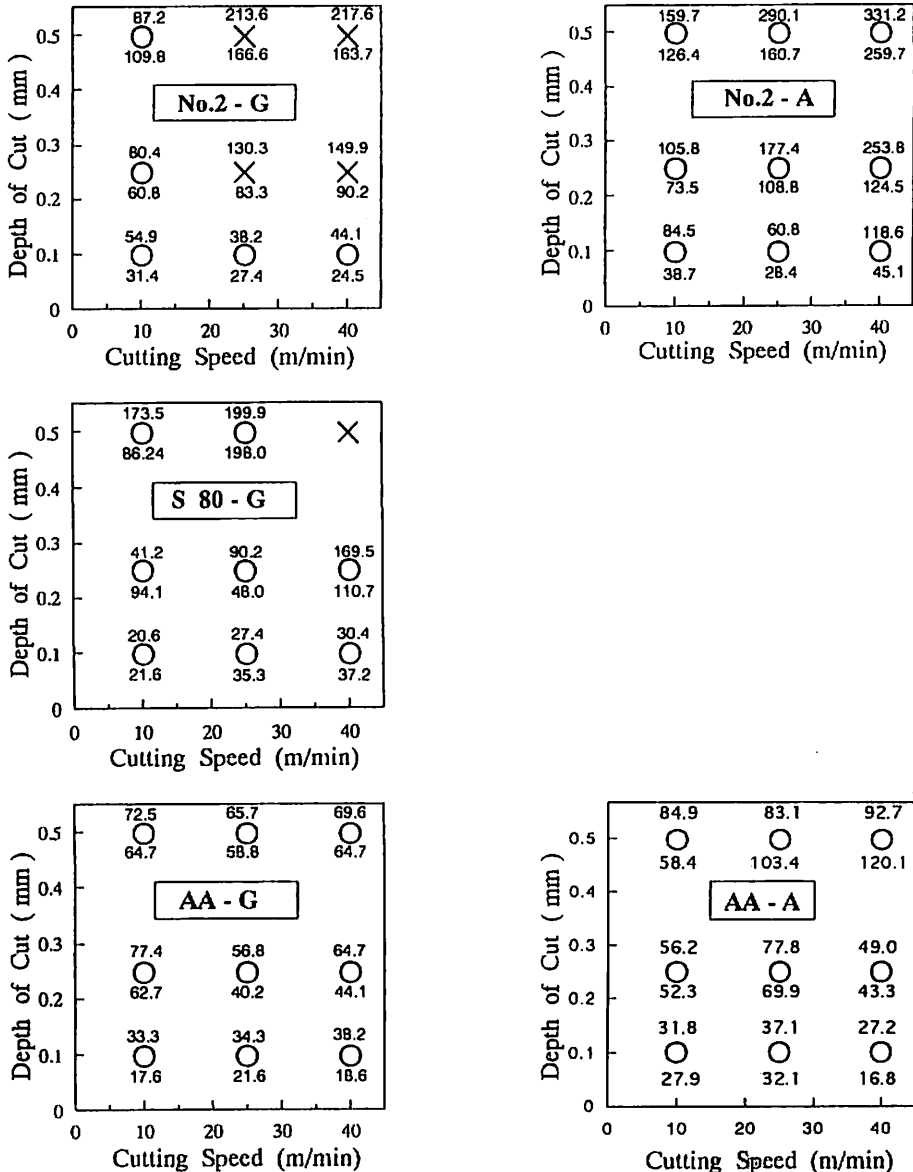 87.2 213.6 217.6
0.5
109.8 166.6 163.7
0.4
No.2 - G
0.3
80.4 130.3 149.9
0.2
60.8 83.3 90.2
54.9 38.2 44.1
0.1
31.4 27.4 24.5
0
0 10 20 30 40
Cutting Speed (m/min)
Depth of Cut ( mm )
159.7 290.1 331.2
0.5
126.4 160.7 259.7
0.4
No.2 - A
0.3
105.8 177.4 253.8
0.2
73.5 108.8 124.5
84.5 60.8 118.6
0.1
38.7 28.4 45.1
0
0 10 20 30 40
Cutting Speed (m/min)
Depth of Cut ( mm )
173.5 199.9
0.5
86.24 198.0
0.4
S 80 - G
0.3
41.2 90.2 169.5
0.2
94.1 48.0 110.7
20.6 27.4 30.4
0.1
21.6 35.3 37.2
0
0 10 20 30 40
Cutting Speed (m/min)
Depth of Cut ( mm )
72.5 65.7 69.6
0.5
64.7 58.8 64.7
0.4
AA - G
0.3
77.4 56.8 64.7
0.2
62.7 40.2 44.1
33.3 34.3 38.2
0.1
17.6 21.6 18.6
0
0 10 20 30 40
Cutting Speed (m/min)
Depth of Cut ( mm )
84.9 83.1 92.7
0.5
58.4 103.4 120.1
0.4
AA - A
0.3
56.2 77.8 49.0
0.2
52.3 69.9 43.3
31.8 37.1 27.2
0.1
27.9 32.1 16.8
0
0 10 20 30 40
Cutting Speed (m/min)
Depth of Cut ( mm )